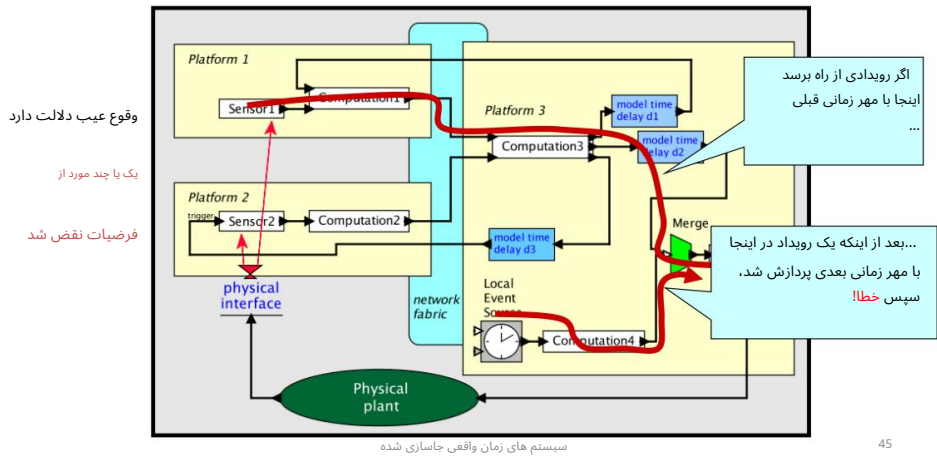 وقوع عیب دلالت دارد
یک یا چند مورد از
فرضیات نقض شد
Platform 1
Sensor1
Computation1
Platform 2
trigger
Sensor2
Computation2
physical
interface
network
fabric
Platform 3
Computation3
model time
delay d1
model time
delay d2
model time
delay d3
Merge
Local
Event
Source
Computation4
Physical
plant
اگر رویدادی از راه برسد
اینجا با مهر زمانی قبلی
...
...بعد از اینکه یک رویداد در اینجا
با مهر زمانی بعدی پردازش شد،
سپس خطا!
سیستم های زمان واقعی جاسازی شده
45